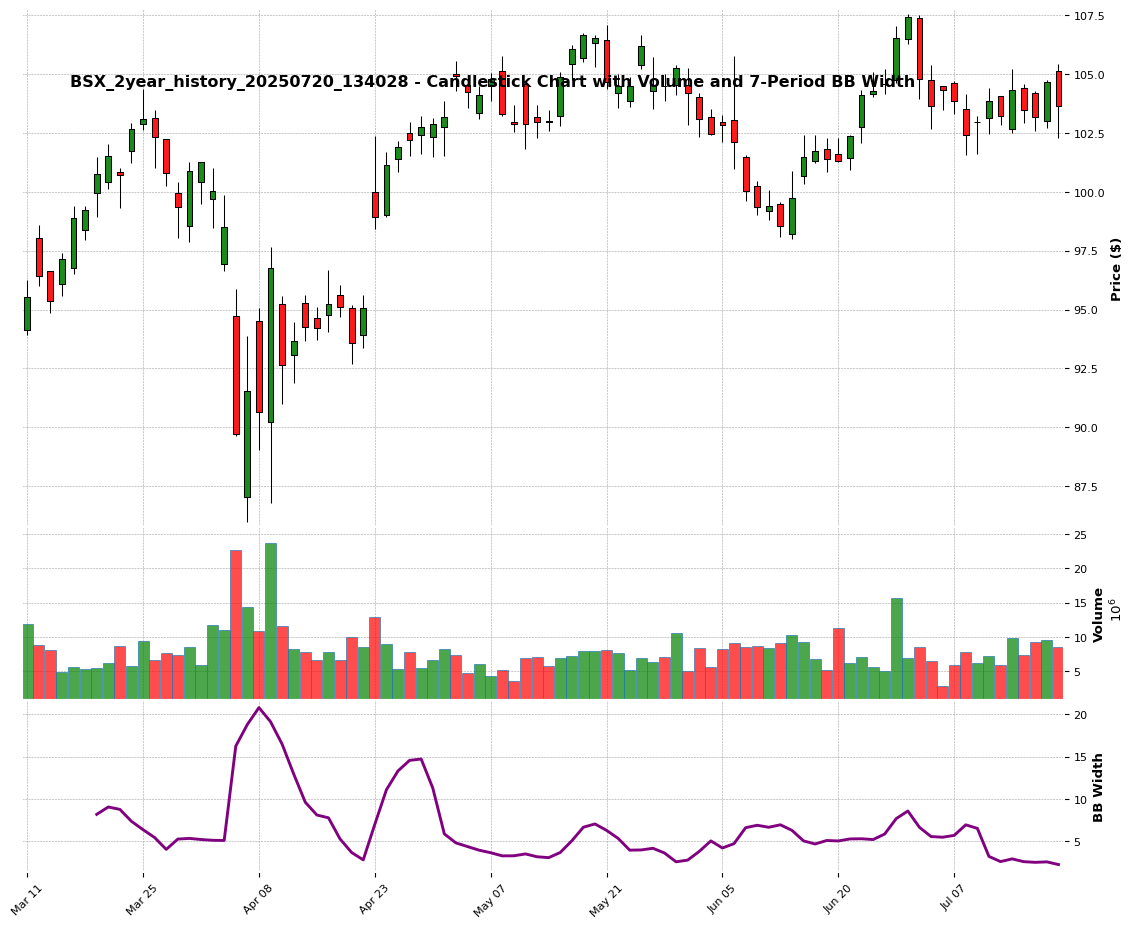 BSX_2year_history_20250720_134028 - Candlestick Chart with Volume and 7-Period BB Width
107.5
105.0
102.5
100.0
97.5
95.0
92.5
90.0
87.5
Price ($)
25
20
15
10
5
Volume
10^6
20
15
10
5
BB Width
Mar 11
Mar 25
Apr 08
Apr 23
May 07
May 21
Jun 05
Jun 20
Jul 07